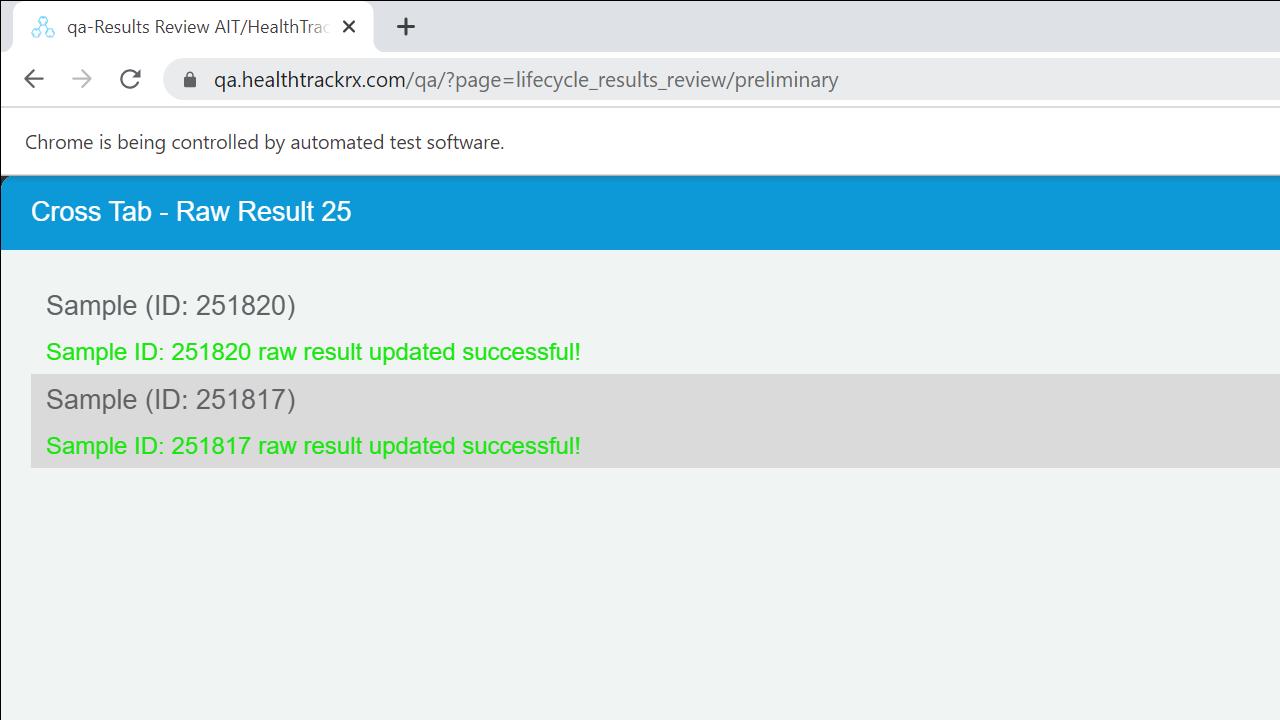 qa-Results Review AIT/HealthTrac
qa.healthtrackrx.com/qa/?page=lifecycle_results_review/preliminary
Chrome is being controlled by automated test software.
Cross Tab - Raw Result 25
Sample (ID: 251820)
Sample ID: 251820 raw result updated successful!
Sample (ID: 251817)
Sample ID: 251817 raw result updated successful!